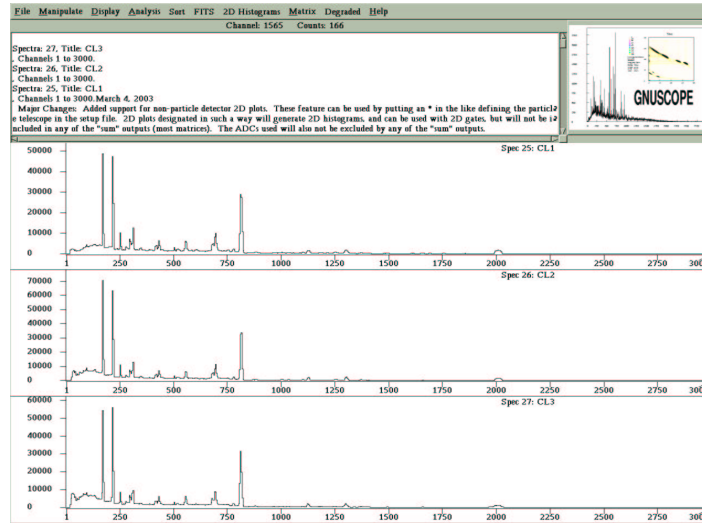 File Manipulate Display Analysis Sort FITS 2D Histograms Matrix Degraded Help
Channel: 1565 Counts: 166
Spectra: 27, Title: CL3
, Channels 1 to 3000.
Spectra: 26, Title: CL2
, Channels 1 to 3000.
Spectra: 25, Title: CL1
, Channels 1 to 3000.March 4, 2003
Major Changes: Added support for non-particle detector 2D plots. These feature can be used by putting an * in the like defining the particl
e telescope in the setup file. 2D plots designated in such a way will generate 2D histograms, and can be used with 2D gates, but will not be i
ncluded in any of the "sum" outputs (most matrices). The ADCs used will also not be excluded by any of the "sum" outputs.
GNUSCOPE
Spec 25: CL1
50000
40000
30000
20000
10000
0
1 250 500 750 1000 1250 1500 1750 2000 2250 2500 2750 300
Spec 26: CL2
70000
60000
50000
40000
30000
20000
10000
0
1 250 500 750 1000 1250 1500 1750 2000 2250 2500 2750 300
Spec 27: CL3
60000
50000
40000
30000
20000
10000
0
1 250 500 750 1000 1250 1500 1750 2000 2250 2500 2750 300